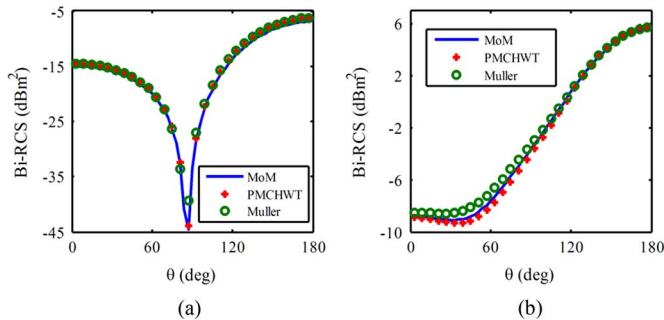 -5
-15
-25
-35
-45
Bi-RCS (dBm²)
MoM
PMCHWT
Muller
0
60
120
180
θ (deg)
(a)
6
2
-2
-6
-10
Bi-RCS (dBm²)
MoM
PMCHWT
Muller
0
60
120
180
θ (deg)
(b)